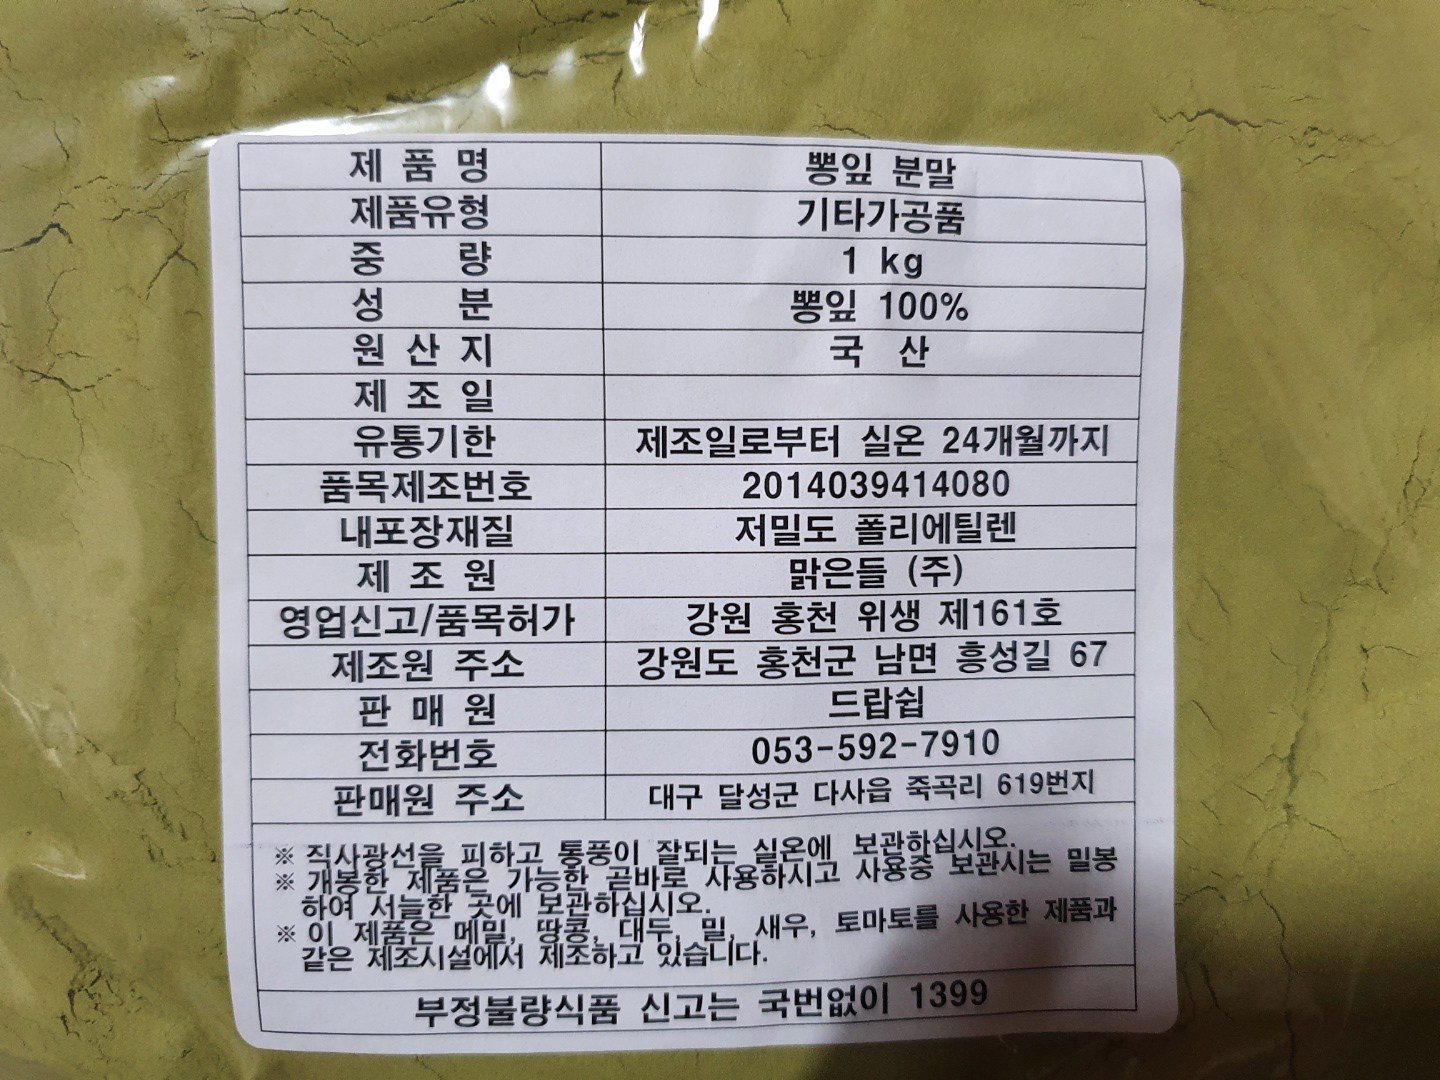 제 품 명 뽕잎 분말
제품유형 기타가공품
중 량 1 kg
성 분 뽕잎 100%
원 산 지 국 산
제 조 일
유통기한 제조일로부터 실온 24개월까지
품목제조번호 2014039414080
내포장재질 저밀도 폴리에틸렌
제 조 원 맑은들 (주)
영업신고/품목허가 강원 홍천 위생 제161호
제조원 주소 강원도 홍천군 남면 흥성길 67
판 매 원 드랍쉽
전화번호 053-592-7910
판매원 주소 대구 달성군 다사읍 죽곡리 619번지
※ 직사광선을 피하고 통풍이 잘되는 실온에 보관하십시오.
※ 개봉한 제품은 가능한 곧바로 사용하시고 사용중 보관시는 밀봉
하여 서늘한 곳에 보관하십시오.
※ 이 제품은 메밀, 땅콩, 대두, 밀, 새우, 토마토를 사용한 제품과
같은 제조시설에서 제조하고 있습니다.
부정불량식품 신고는 국번없이 1399